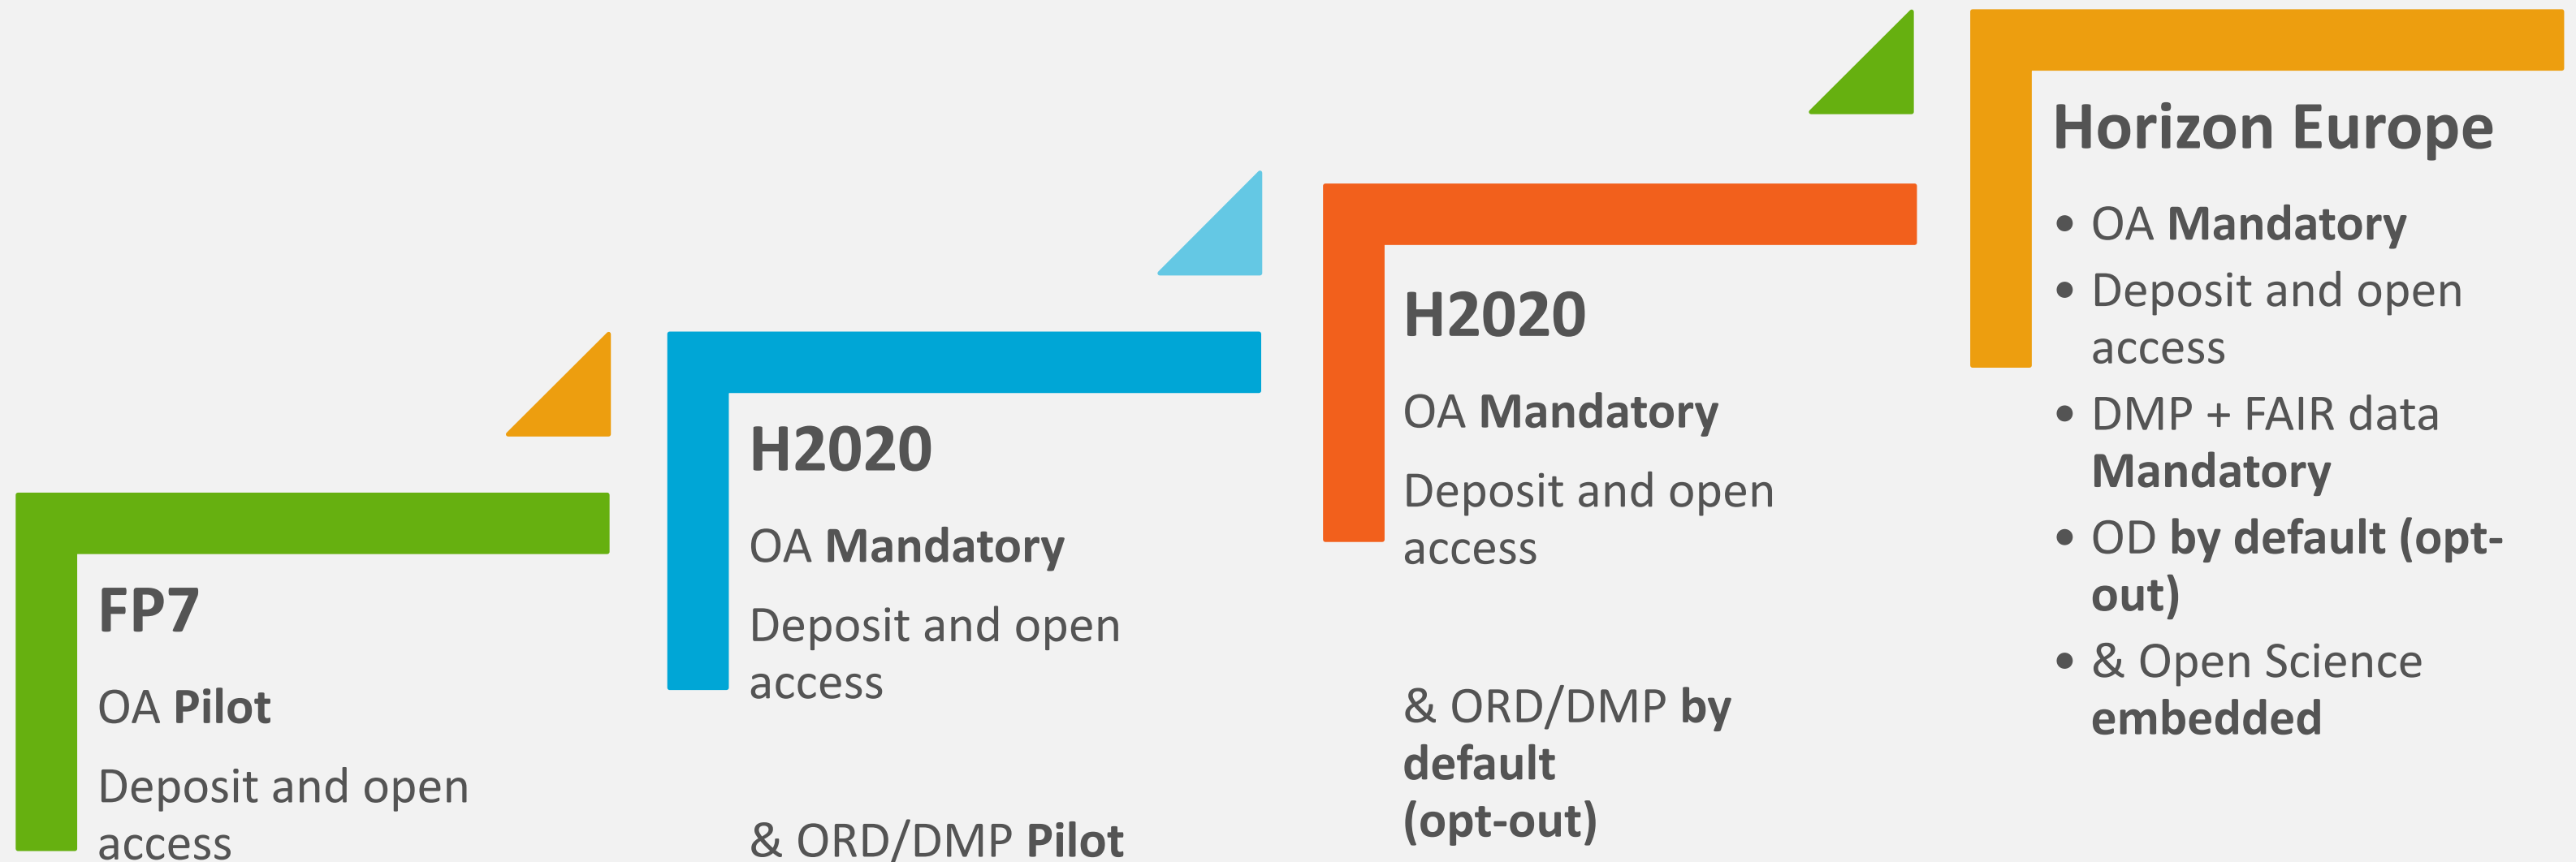 FP7
OA Pilot
Deposit and open
access
H2020
OA Mandatory
Deposit and open
access
& ORD/DMP Pilot
H2020
OA Mandatory
Deposit and open
access
& ORD/DMP by
default
(opt-out)
Horizon Europe
• OA Mandatory
• Deposit and open
access
• DMP + FAIR data
Mandatory
• OD by default (opt-
out)
• & Open Science
embedded